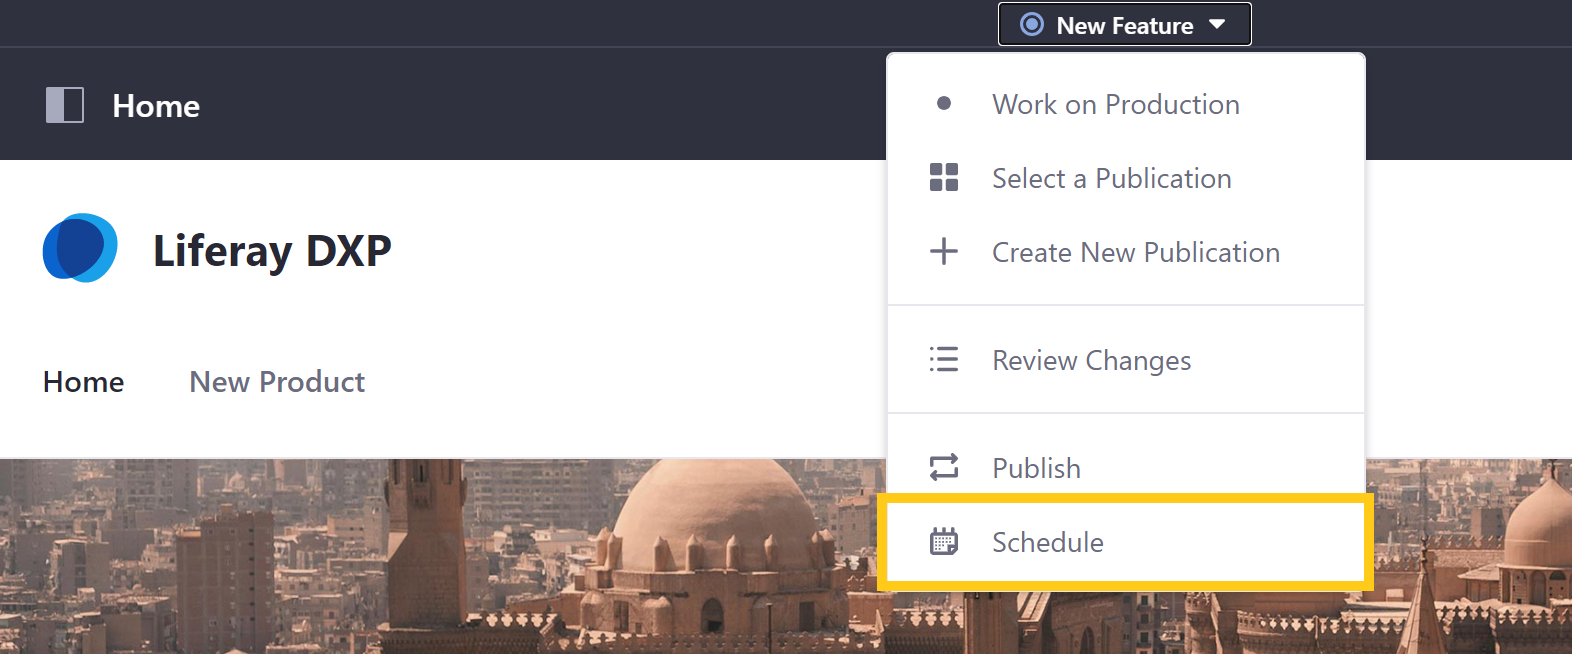 New Feature
Home
Work on Production
Select a Publication
Create New Publication
Liferay DXP
Review Changes
Home
New Product
Publish
Schedule